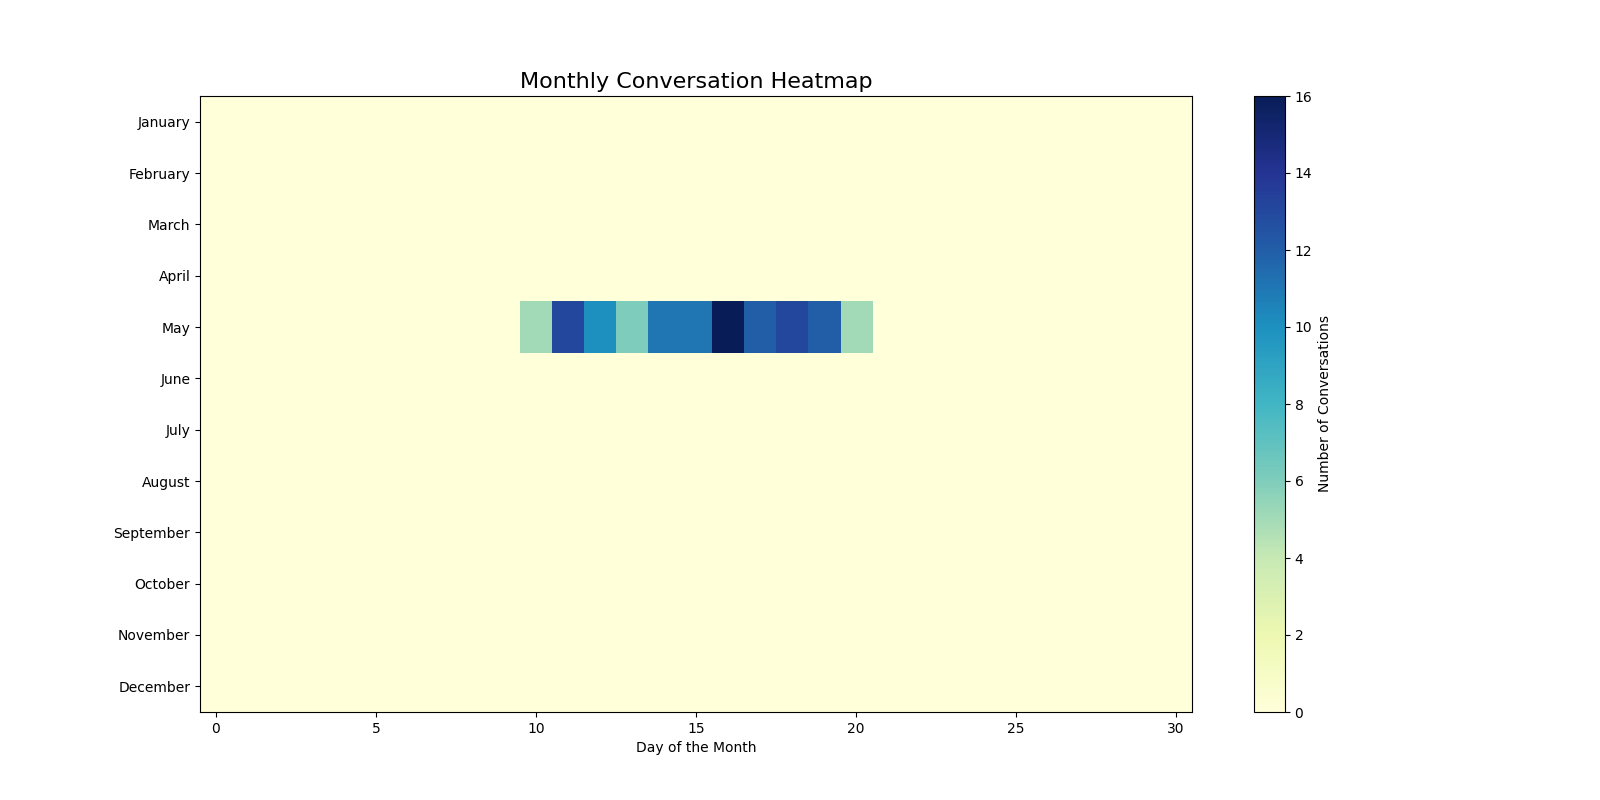 Monthly Conversation Heatmap
January
February
March
April
May
June
July
August
September
October
November
December
0 5 10 15 20 25 30
Day of the Month
16
14
12
10
8
6
4
2
0
Number of Conversations